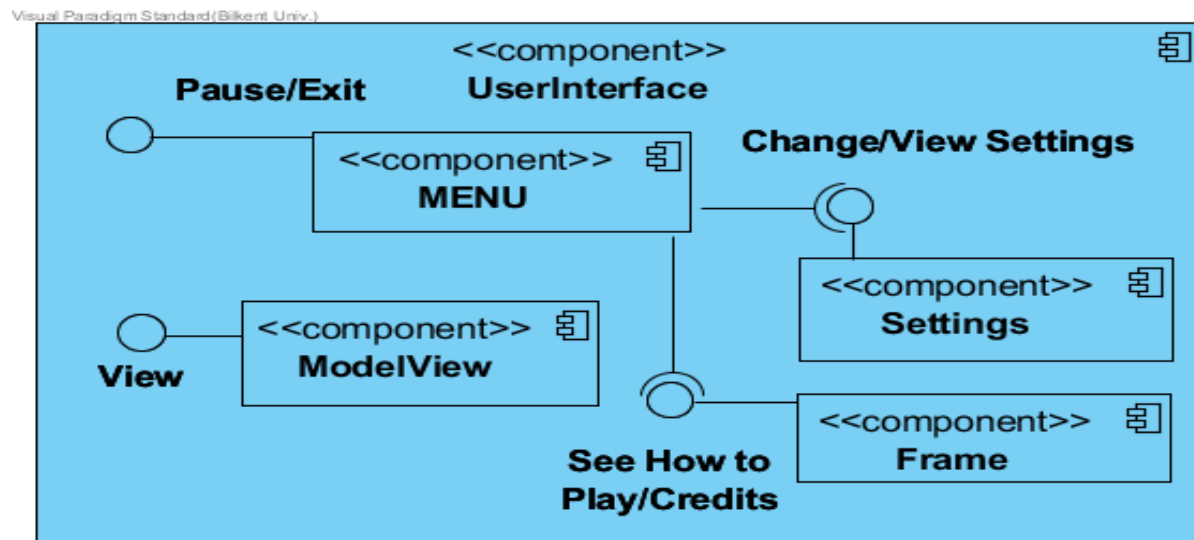 Visual Paradigm Standard(Bilkent Univ.)
<<component>>
UserInterface
Pause/Exit
<<component>>
MENU
Change/View Settings
<<component>>
Settings
<<component>>
ModelView
View
<<component>>
Frame
See How to
Play/Credits